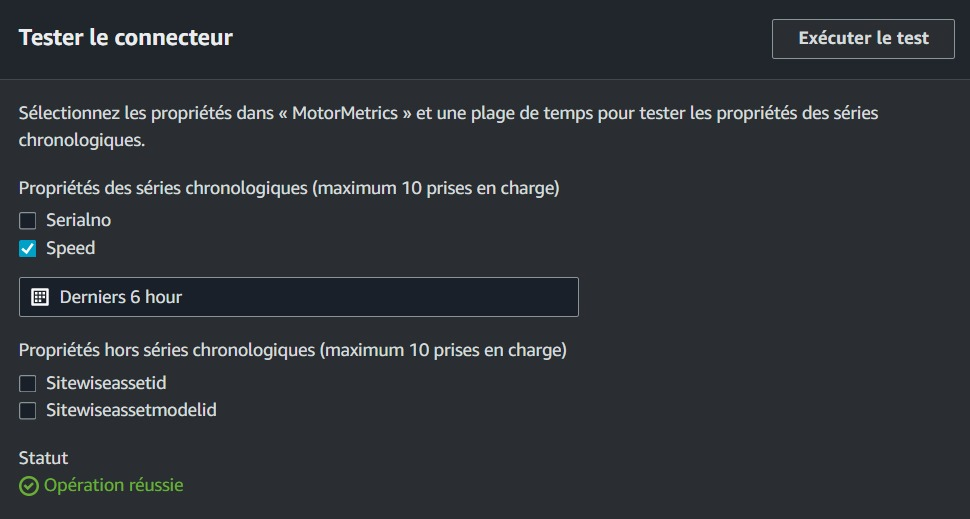 Tester le connecteur
Exécuter le test
Sélectionnez les propriétés dans « MotorMetrics » et une plage de temps pour tester les propriétés des séries
chronologiques.
Propriétés des séries chronologiques (maximum 10 prises en charge)
Serialno
Speed
Derniers 6 hour
Propriétés hors séries chronologiques (maximum 10 prises en charge)
Sitewiseassetid
Sitewiseassetmodelid
Statut
Opération réussie